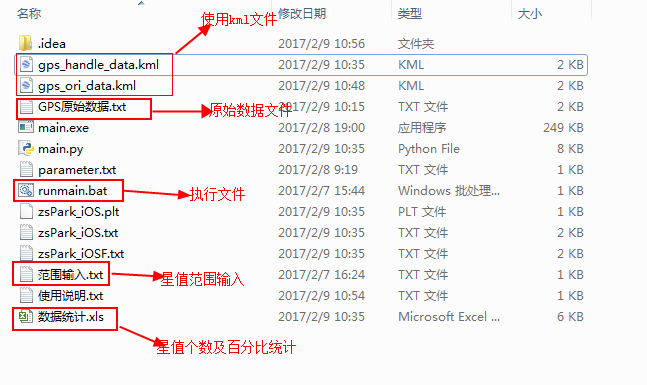 名称 修改日期 类型 大小
使用kml文件
.idea 2017/2/9 10:56 文件夹
gps_handle_data.kml 2017/2/9 10:35 KML 2 KB
gps_ori_data.kml 2017/2/9 10:48 KML 2 KB
GPS原始数据.txt 原始数据文件 2017/2/9 10:15 TXT 文件 2 KB
main.exe 2017/2/8 19:00 应用程序 249 KB
main.py 2017/2/9 10:35 Python File 8 KB
parameter.txt 2017/2/8 9:19 TXT 文件 1 KB
runmain.bat 执行文件 2017/2/7 15:44 Windows 批处理... 1 KB
zsPark_iOS.plt 2017/2/9 10:35 PLT 文件 1 KB
zsPark_iOS.txt 2017/2/9 10:35 TXT 文件 2 KB
zsPark_iOSF.txt 2017/2/9 10:35 TXT 文件 2 KB
范围输入.txt 星值范围输入 2017/2/7 16:24 TXT 文件 1 KB
使用说明.txt 2017/2/9 10:54 TXT 文件 1 KB
数据统计.xls 2017/2/9 10:35 Microsoft Excel ... 6 KB
星值个数及百分比统计